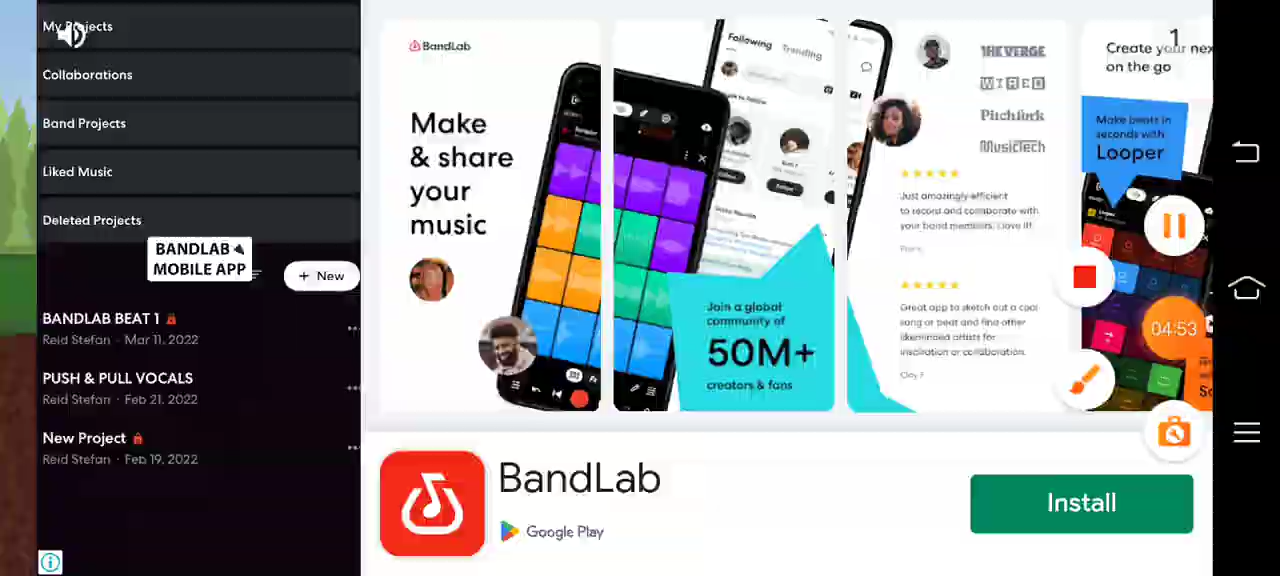 My Projects
Collaborations
Band Projects
Liked Music
Deleted Projects
BANDLAB
MOBILE APP
+ New
BANDLAB BEAT 1
Reid Stefan · Mar 11, 2022
PUSH & PULL VOCALS
Reid Stefan · Feb 21, 2022
New Project
Reid Stefan · Feb 19, 2022
BandLab
Make
& share
your
music
Following Trending
Join a global
community of
50M+
creators & fans
THE VERGE
WIRED
Pitchfork
MusicTech
Just amazingly efficient
to record and collaborate with
your band members. I love it!
Great app to sketch out a cool
song or beat and find other
likeminded artists for
inspiration or collaboration.
1
Create your nex
on the go
Make beats in
seconds with
Looper
04:53
BandLab
Google Play
Install